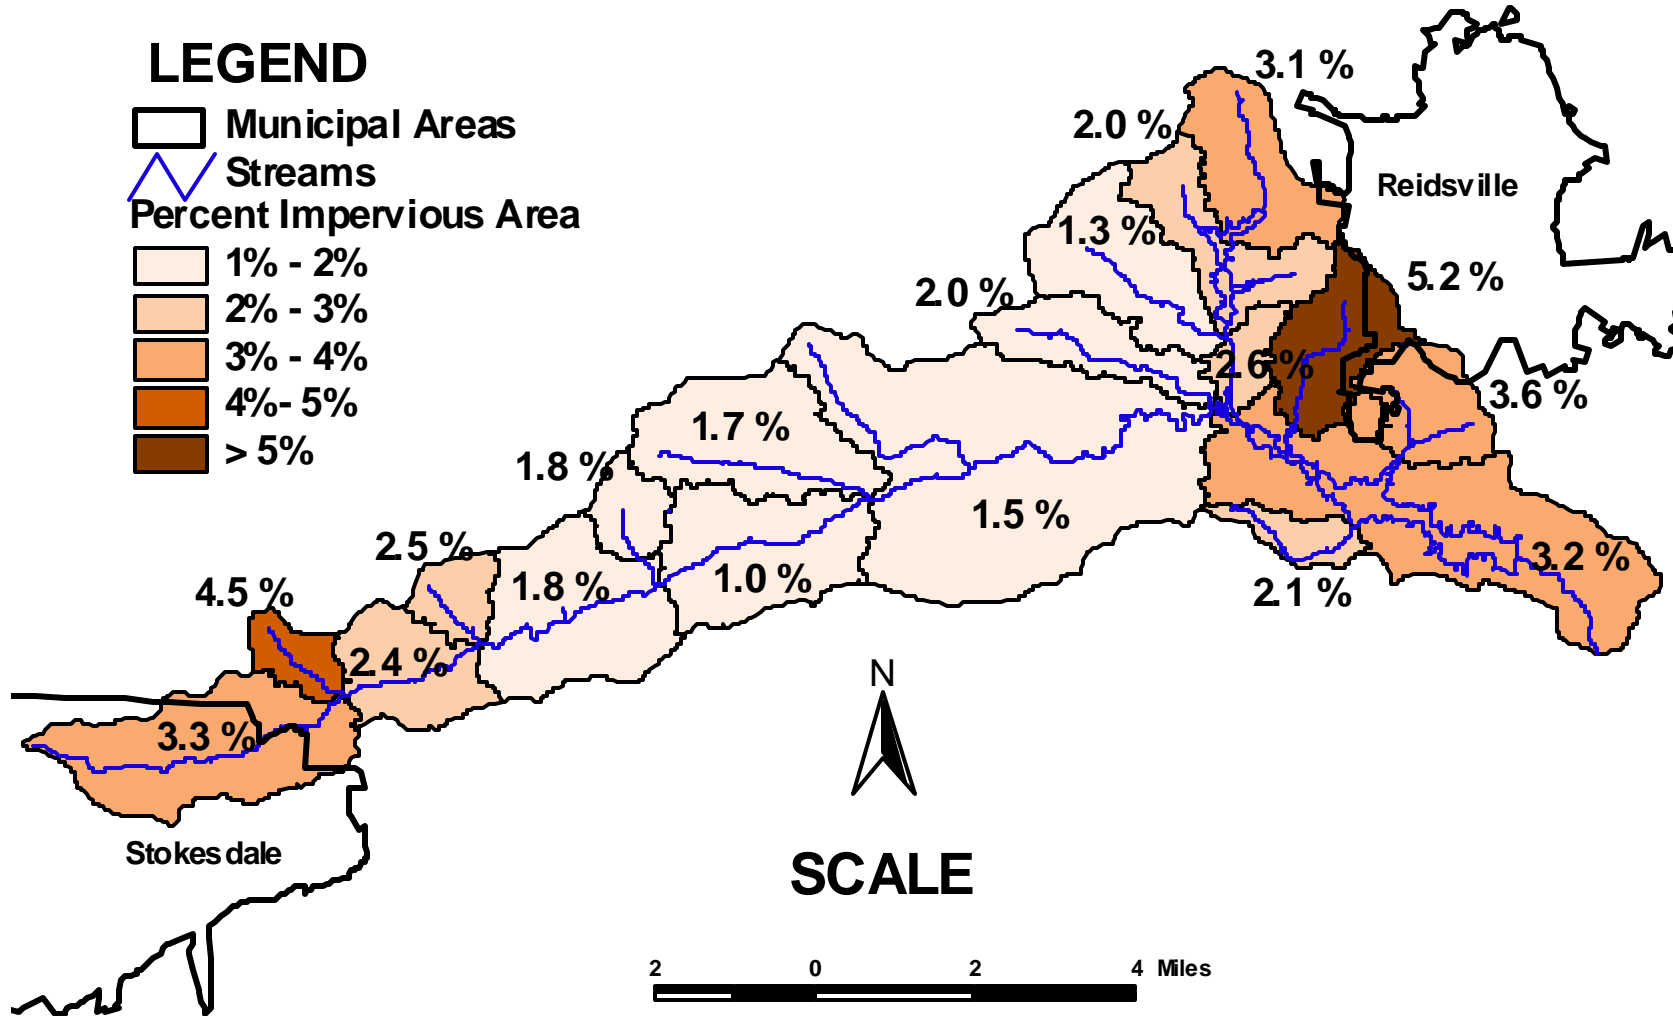 LEGEND
Municipal Areas
Streams
Percent Impervious Area
1% - 2%
2% - 3%
3% - 4%
4%- 5%
> 5%
3.1 %
2.0 %
Reidsville
1.3 %
5.2 %
2.0 %
2.6 %
3.6 %
1.7 %
1.8 %
1.5 %
2.5 %
3.2 %
1.8 %
1.0 %
2.1 %
4.5 %
2.4 %
N
3.3 %
Stokesdale
SCALE
2 0 2 4 Miles